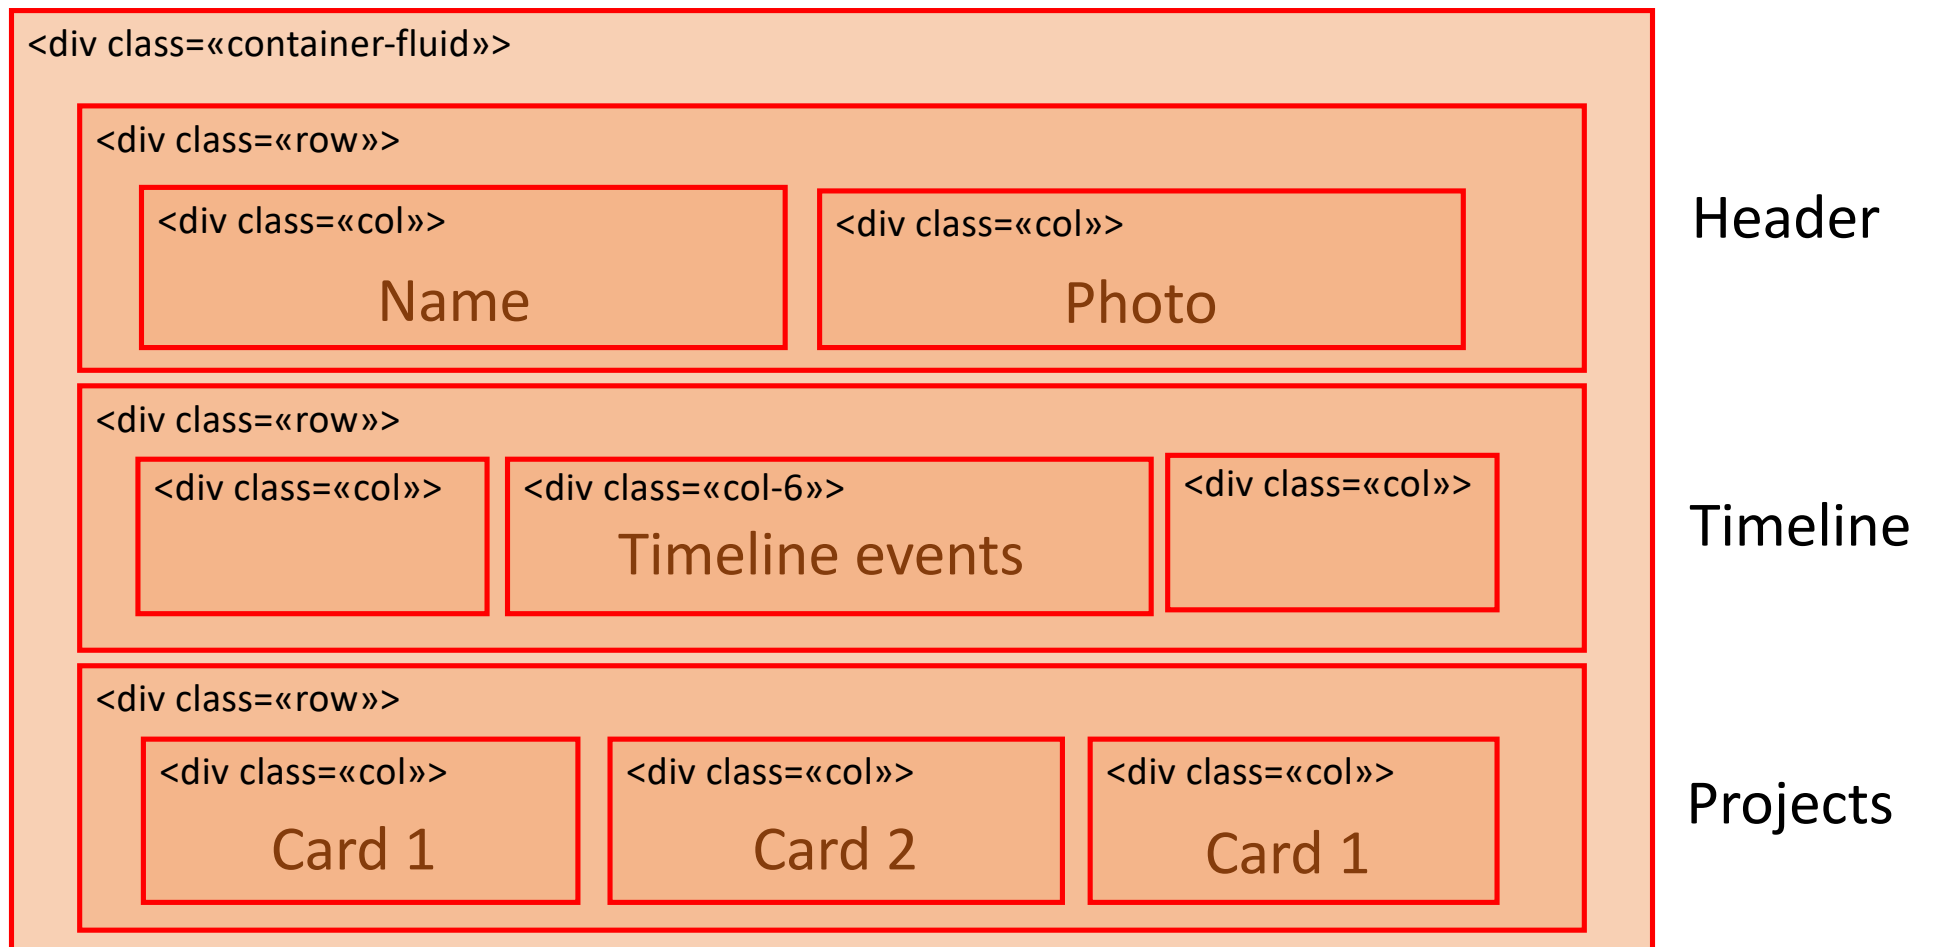 <div class=«container-fluid»>
<div class=«row»>
<div class=«col»>
Name
<div class=«col»>
Photo
Header
<div class=«row»>
<div class=«col»>
<div class=«col-6»>
Timeline events
<div class=«col»>
Timeline
<div class=«row»>
<div class=«col»>
Card 1
<div class=«col»>
Card 2
<div class=«col»>
Card 1
Projects